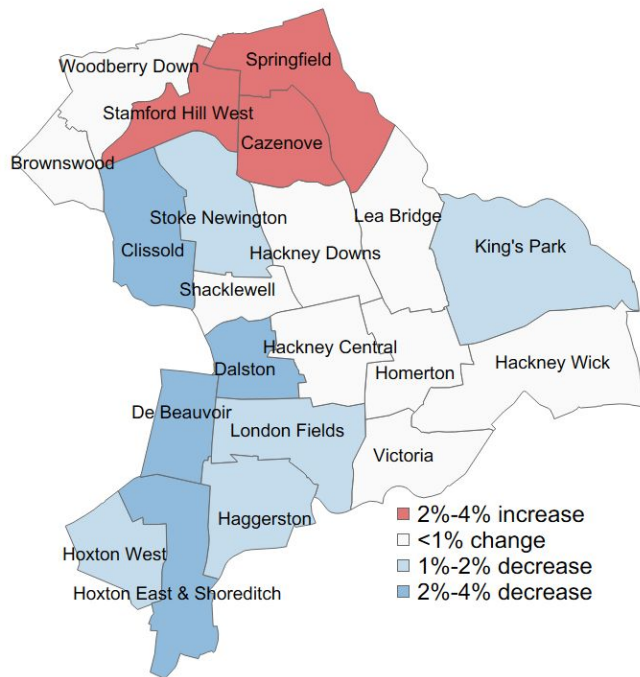 Springfield
Woodberry Down
Stamford Hill West
Cazenove
Brownswood
Lea Bridge
Stoke Newington
King's Park
Clissold
Hackney Downs
Shacklewell
Hackney Central
Hackney Wick
Dalston
Homerton
De Beauvoir
London Fields
Victoria
Haggerston
Hoxton West
Hoxton East & Shoreditch
2%-4% increase
<1% change
1%-2% decrease
2%-4% decrease